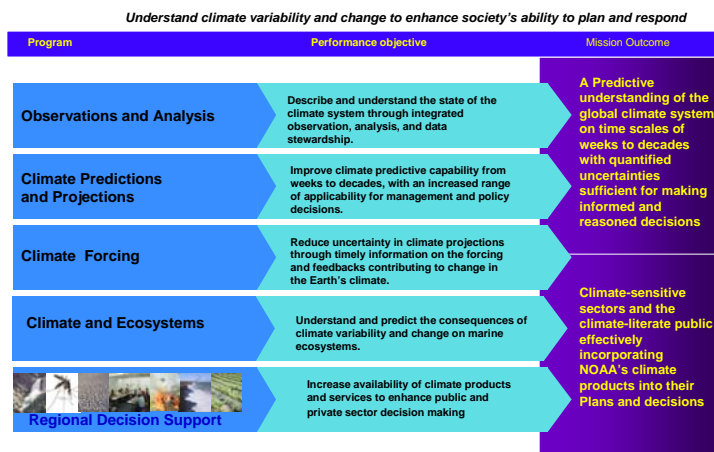 Understand climate variability and change to enhance society's ability to plan and respond
Program
Performance objective
Mission Outcome
Observations and Analysis
Describe and understand the state of the
climate system through integrated
observation, analysis, and data
stewardship.
Climate Predictions
and Projections
Improve climate predictive capability from
weeks to decades, with an increased range
of applicability for management and policy
decisions.
Climate  Forcing
Reduce uncertainty in climate projections
through timely information on the forcing
and feedbacks contributing to change in
the Earth's climate.
Climate and Ecosystems
Understand and predict the consequences of
climate variability and change on marine
ecosystems.
Regional Decision Support
Increase availability of climate products
and services to enhance public and
private sector decision making
A Predictive
understanding of the
global climate system
on time scales of
weeks to decades
with quantified
uncertainties
sufficient for making
informed and
reasoned decisions
Climate-sensitive
sectors and the
climate-literate public
effectively
incorporating
NOAA's climate
products into their
Plans and decisions